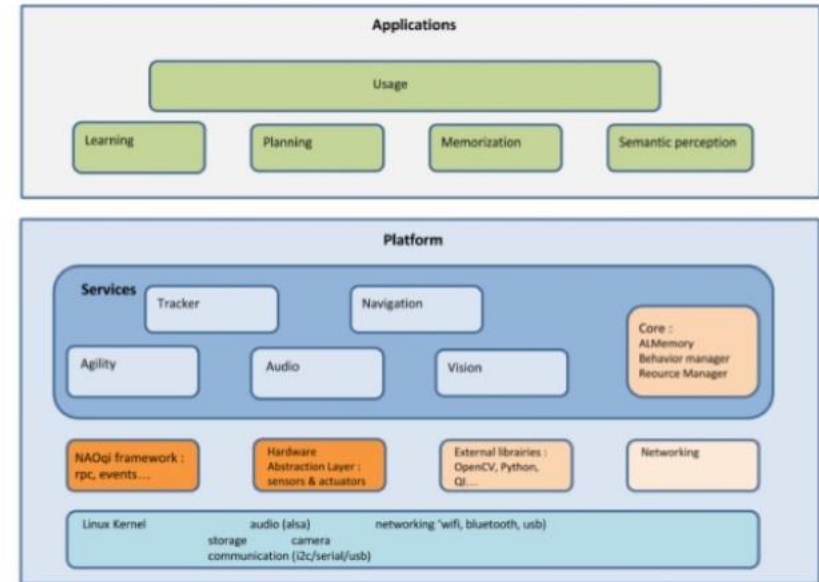 Applications
Usage
Learning
Planning
Memorization
Semantic perception
Platform
Services
Tracker
Navigation
Core :
ALMemory
Behavior manager
Reource Manager
Agility
Audio
Vision
NAOqi framework :
rpc, events...
Hardware
Abstraction Layer :
sensors & actuators
External librairies :
OpenCV, Python,
QI....
Networking
Linux Kernel audio (alsa) networking 'wifi, bluetooth, usb)
storage camera
communication (i2c/serial/usb)